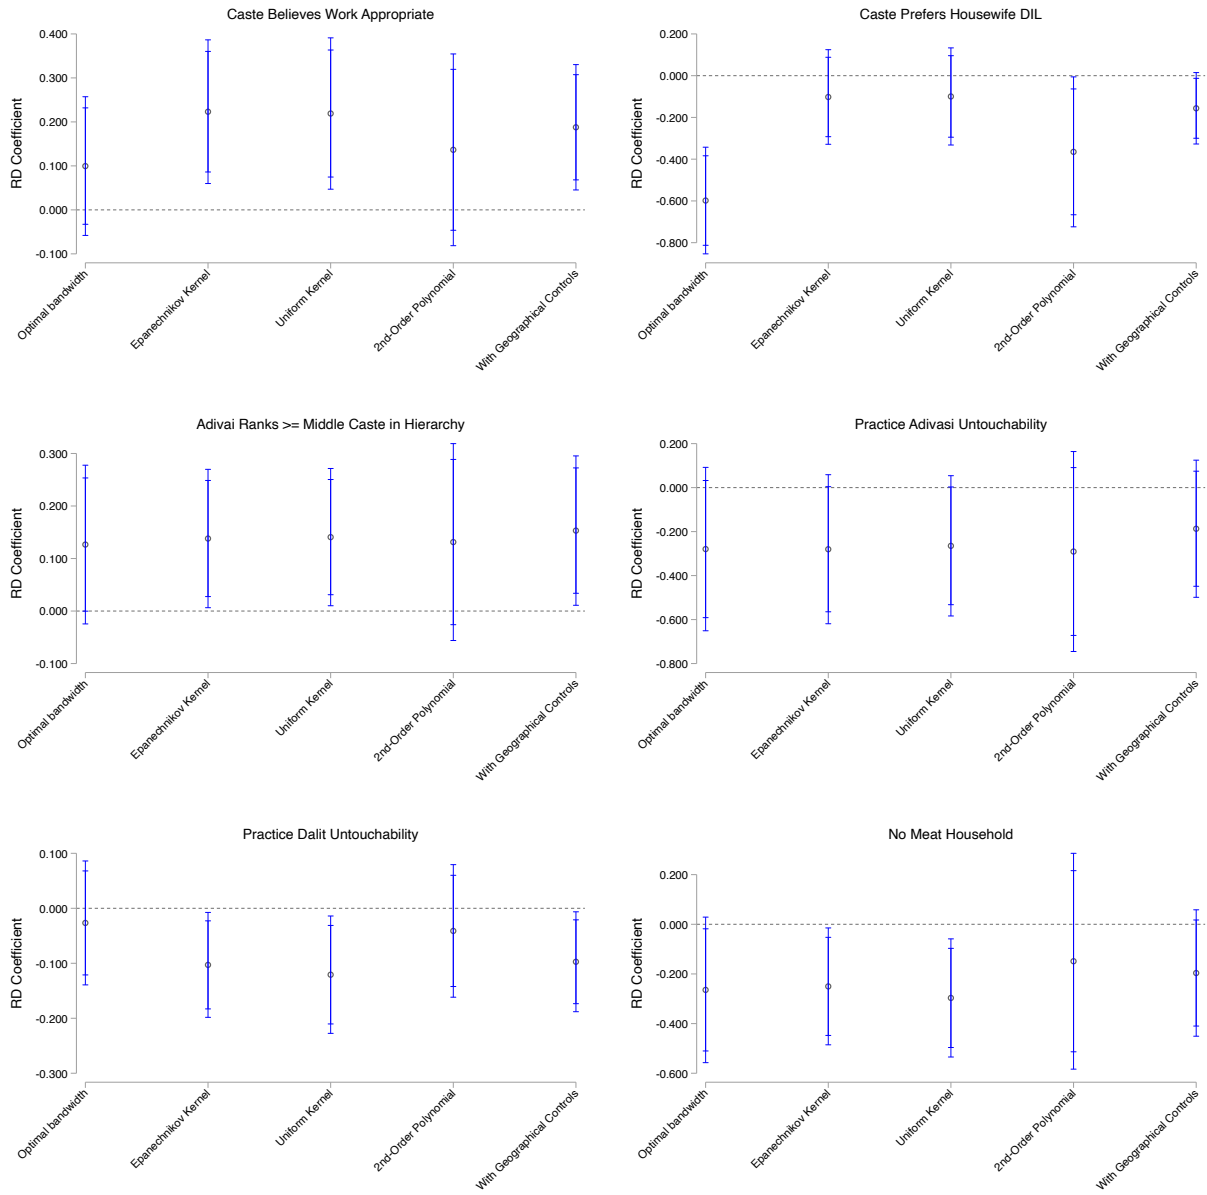 Caste Believes Work Appropriate
RD Coefficient
0.400
0.300
0.200
0.100
0.000
-0.100
Optimal bandwidth
Epanechnikov Kernel
Uniform Kernel
2nd-Order Polynomial
With Geographical Controls
Caste Prefers Housewife DIL
RD Coefficient
0.200
0.000
-0.200
-0.400
-0.600
-0.800
Optimal bandwidth
Epanechnikov Kernel
Uniform Kernel
2nd-Order Polynomial
With Geographical Controls
Adivai Ranks >= Middle Caste in Hierarchy
RD Coefficient
0.300
0.200
0.100
0.000
-0.100
Optimal bandwidth
Epanechnikov Kernel
Uniform Kernel
2nd-Order Polynomial
With Geographical Controls
Practice Adivasi Untouchability
RD Coefficient
0.200
0.000
-0.200
-0.400
-0.600
-0.800
Optimal bandwidth
Epanechnikov Kernel
Uniform Kernel
2nd-Order Polynomial
With Geographical Controls
Practice Dalit Untouchability
RD Coefficient
0.100
0.000
-0.100
-0.200
-0.300
Optimal bandwidth
Epanechnikov Kernel
Uniform Kernel
2nd-Order Polynomial
With Geographical Controls
No Meat Household
RD Coefficient
0.200
0.000
-0.200
-0.400
-0.600
Optimal bandwidth
Epanechnikov Kernel
Uniform Kernel
2nd-Order Polynomial
With Geographical Controls